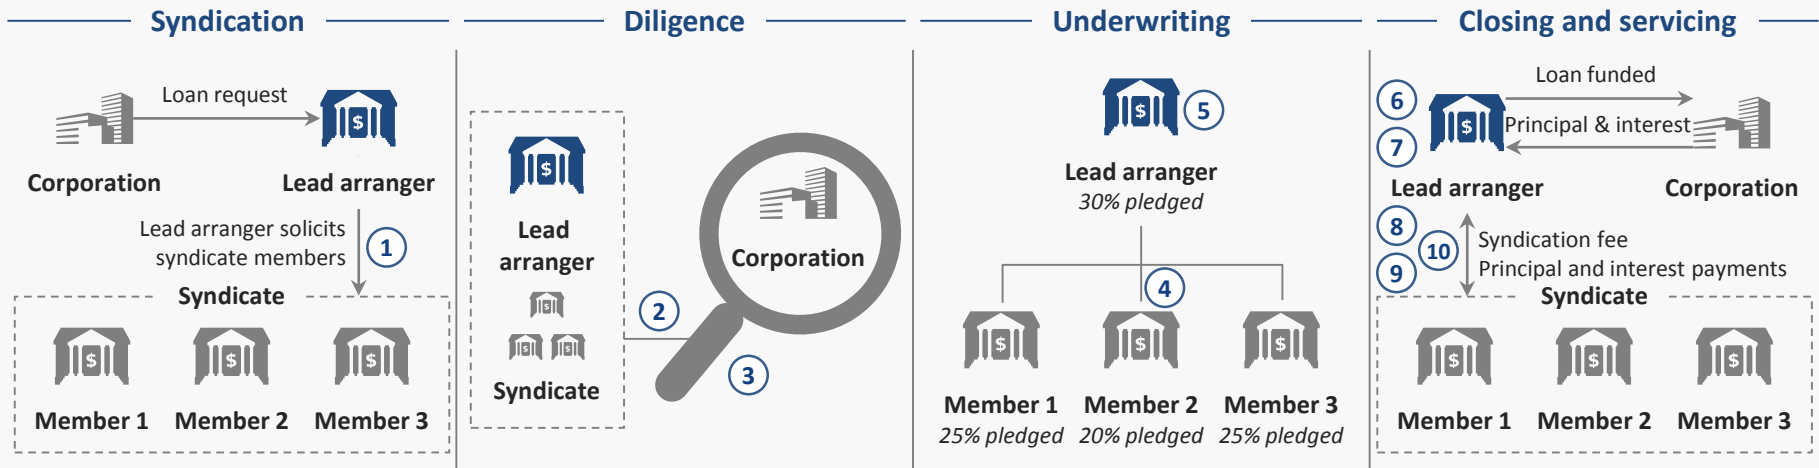 Syndication
Loan request
$
Corporation
Lead arranger
Lead arranger solicits
syndicate members
1
Syndicate
$
$
$
Member 1
Member 2
Member 3
Diligence
$
Lead
arranger
$
$
$
Syndicate
2
3
Corporation
Underwriting
$
5
Lead arranger
30% pledged
4
$
$
$
Member 1
Member 2
Member 3
25% pledged
20% pledged
25% pledged
Closing and servicing
6
7
$
Loan funded
Principal & interest
Lead arranger
Corporation
8
9
10
Syndication fee
Principal and interest payments
Syndicate
$
$
$
Member 1
Member 2
Member 3